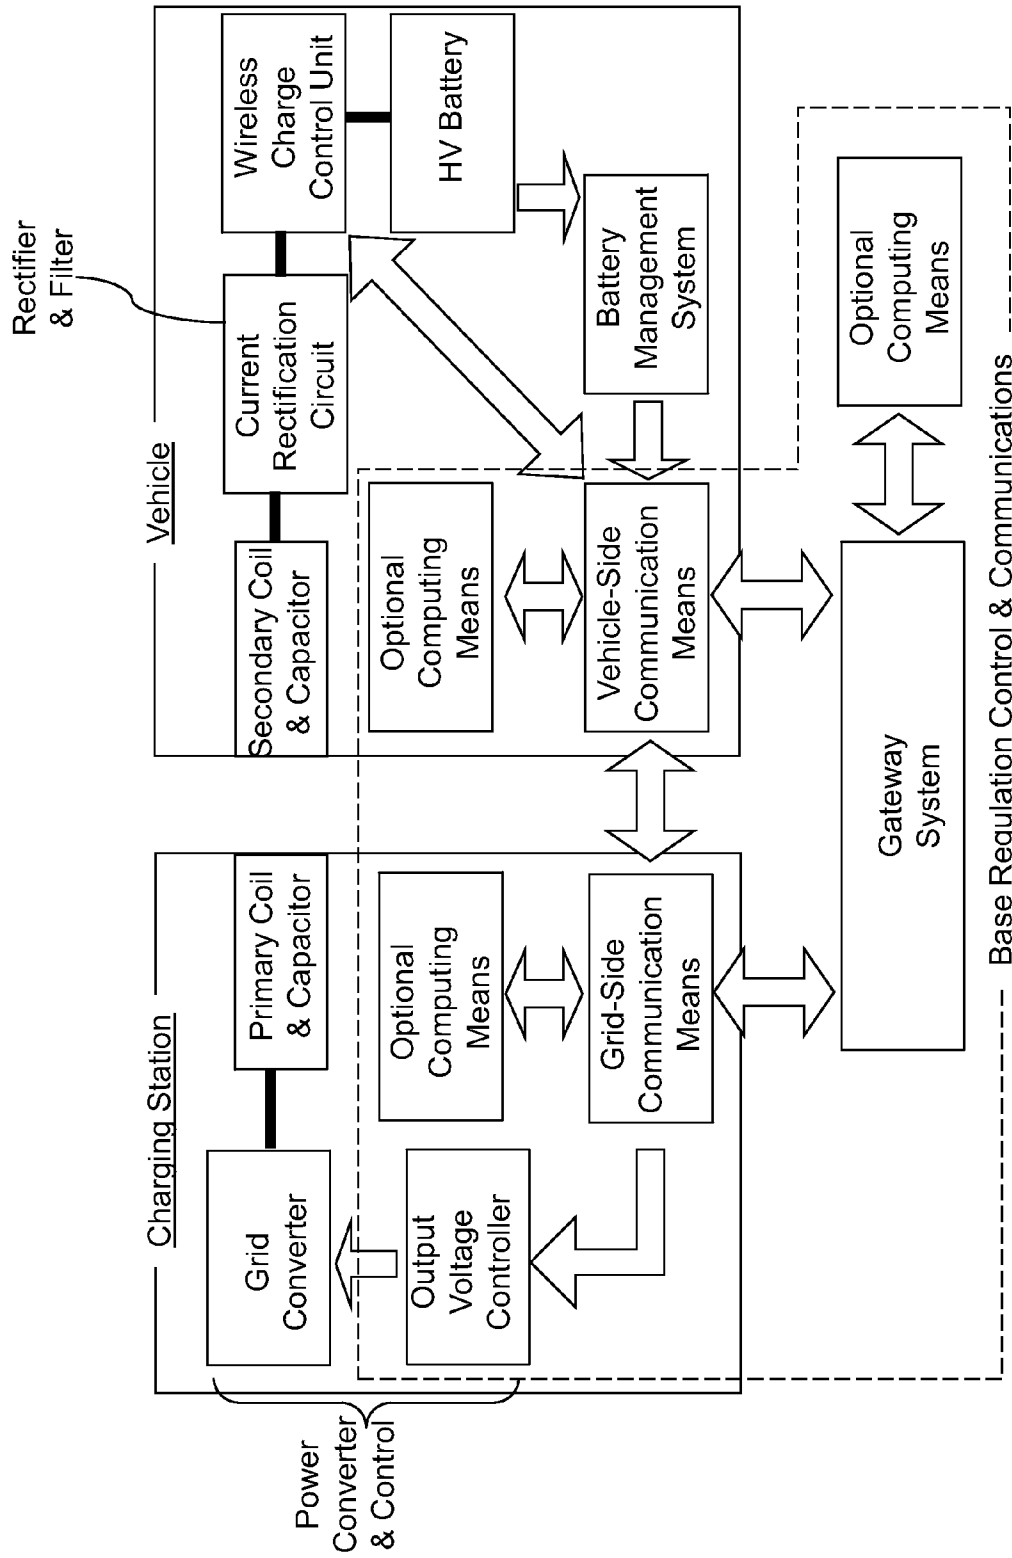 Rectifier
& Filter
Charging Station
Vehicle
Power
Converter
& Control
Grid
Converter
Primary Coil
& Capacitor
Secondary Coil
& Capacitor
Current
Rectification
Circuit
Wireless
Charge
Control Unit
Output
Voltage
Controller
Optional
Computing
Means
Optional
Computing
Means
HV Battery
Grid-Side
Communication
Means
Vehicle-Side
Communication
Means
Battery
Management
System
Gateway
System
Optional
Computing
Means
Base Regulation Control & Communications